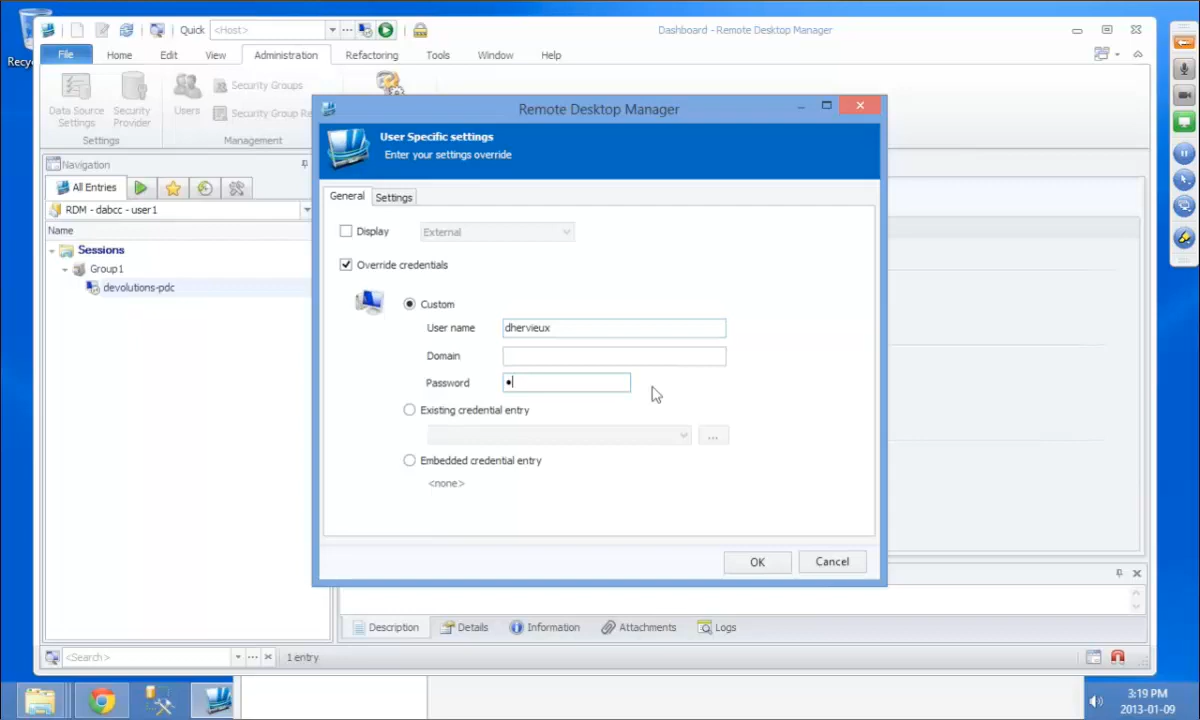 Quick <Host>
Dashboard - Remote Desktop Manager
File Home Edit View Administration Refactoring Tools Window Help
Data Source Settings
Security Provider
Users
Security Groups
Security Group Re
Settings
Management
Navigation
All Entries
RDM - dabcc - user1
Name
Sessions
Group1
devolutions-pdc
Remote Desktop Manager
User Specific settings
Enter your settings override
General Settings
Display External
Override credentials
Custom
User name dhervieux
Domain
Password
Existing credential entry
...
Embedded credential entry
<none>
OK Cancel
Description Details Information Attachments Logs
<Search> 1 entry
Recyc
3:19 PM
2013-01-09